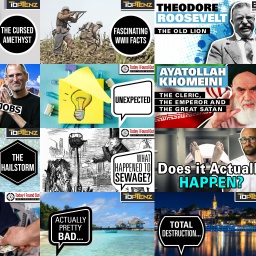 TOPTENZ
THE CURSED
AMETHYST
FASCINATING
WWII FACTS
TOPTENZ
THEODORE
ROOSEVELT
THE OLD LION
JOBS
UNEXPECTED
Today I Found Out
AYATOLLAH
KHOMEINI
THE CLERIC,
THE EMPEROR AND
THE GREAT SATAN
TOPTENZ
THE
HAILSTORM
Today I Found Out
WHAT
HAPPENED TO
SEWAGE?
Does it Actually
HAPPEN?
Today I Found Out
ACTUALLY
PRETTY
BAD...
TOPTENZ
TOTAL
DESTRUCTION...
TOPTENZ